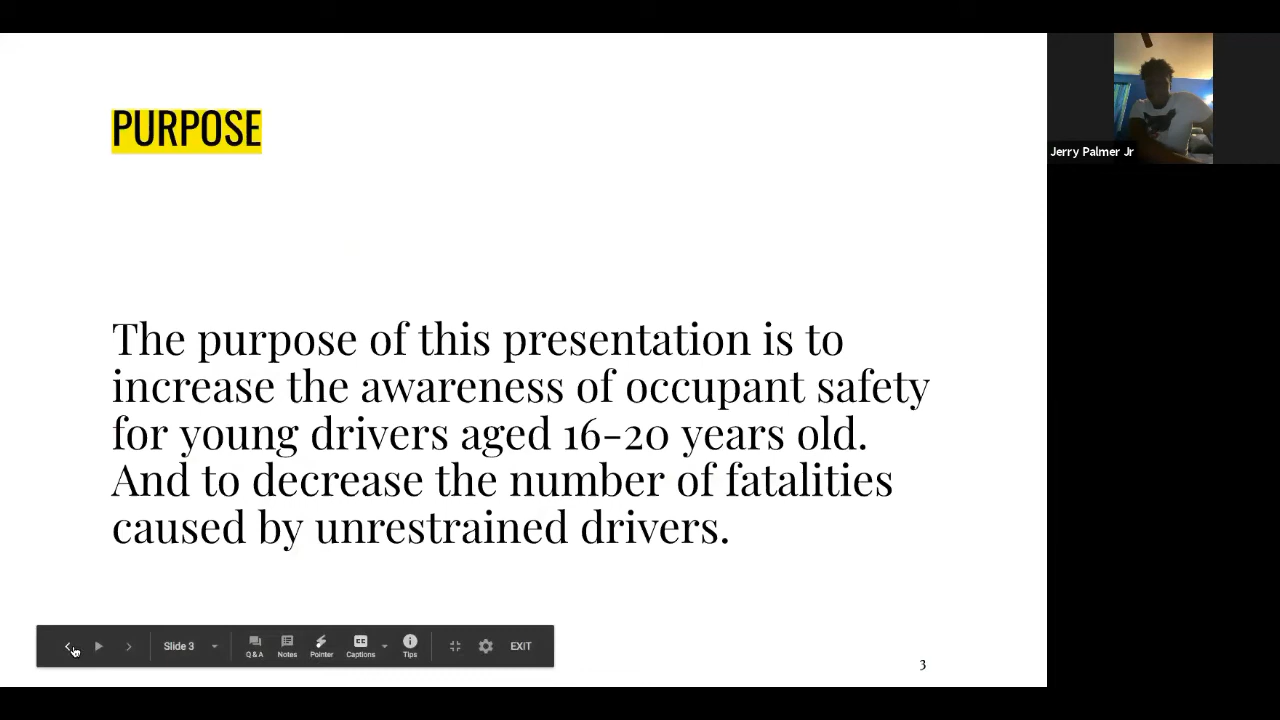 PURPOSE
Jerry Palmer Jr
The purpose of this presentation is to
increase the awareness of occupant safety
for young drivers aged 16-20 years old.
And to decrease the number of fatalities
caused by unrestrained drivers.
Slide 3
Q & A
Notes
Pointer
CC
Captions
Tips
EXIT
3